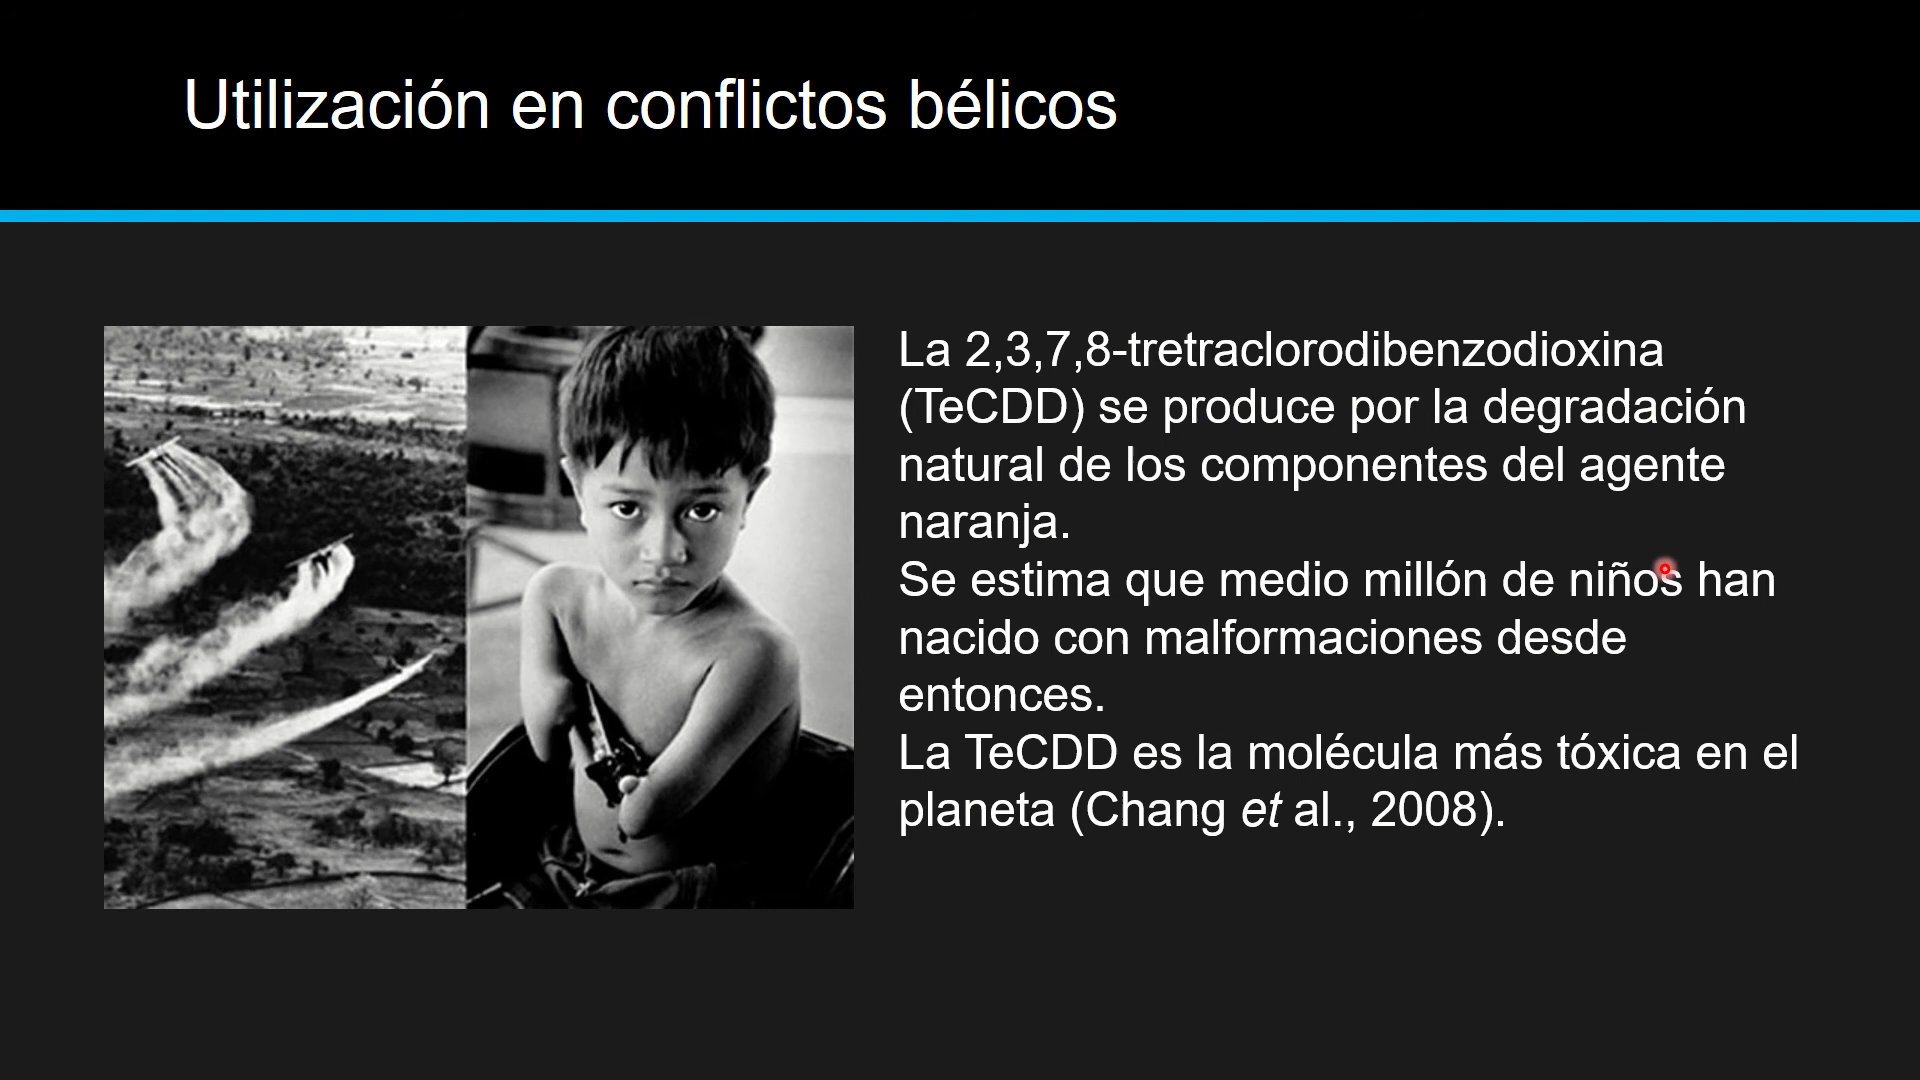 Utilización en conflictos bélicos
La 2,3,7,8-tretraclorodibenzodioxina
(TeCDD) se produce por la degradación
natural de los componentes del agente
naranja.
Se estima que medio millón de niños han
nacido con malformaciones desde
entonces.
La TeCDD es la molécula más tóxica en el
planeta (Chang et al., 2008).